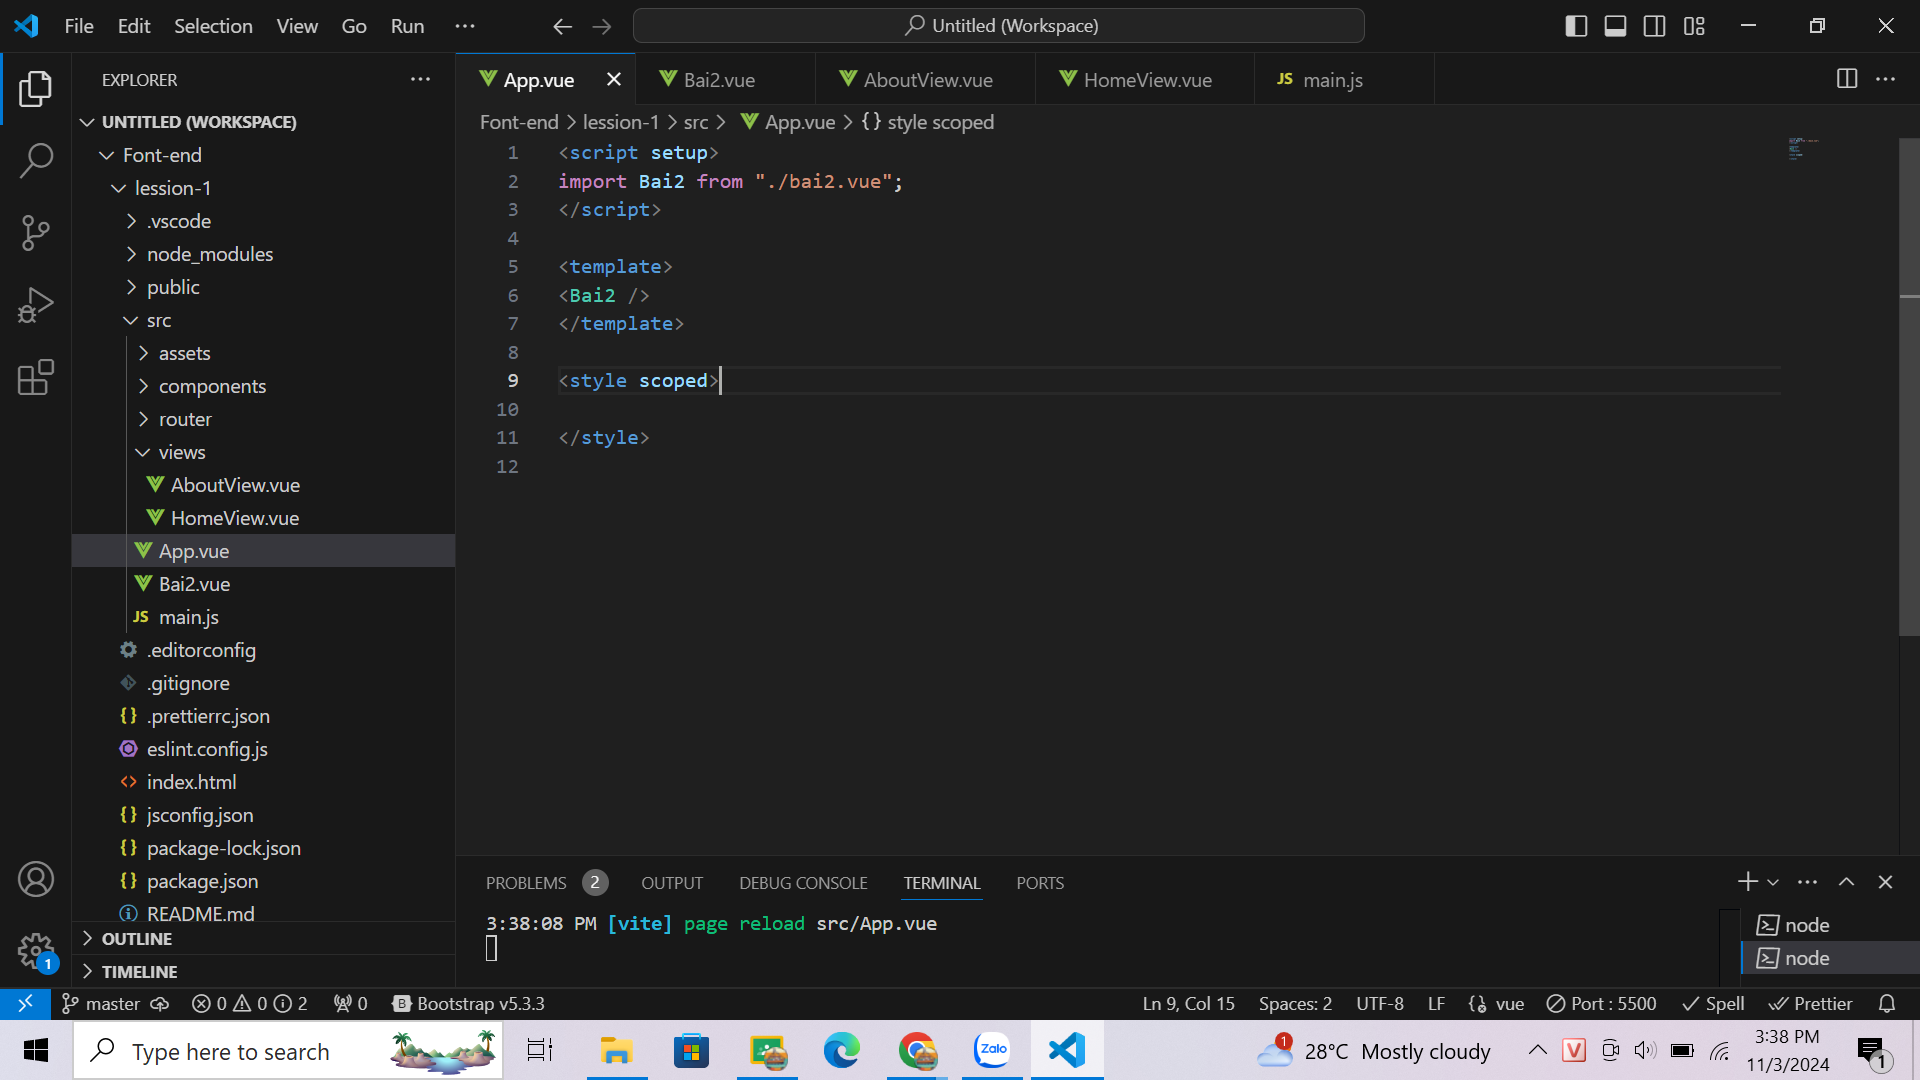 File Edit Selection View Go Run ··· Untitled (Workspace)
EXPLORER
UNTITLED (WORKSPACE)
Font-end
lession-1
.vscode
node_modules
public
src
assets
components
router
views
AboutView.vue
HomeView.vue
App.vue
Bai2.vue
JS main.js
.editorconfig
.gitignore
{} .prettierrc.json
eslint.config.js
<> index.html
{} jsconfig.json
{} package-lock.json
{} package.json
README.md
OUTLINE
TIMELINE
1
App.vue Bai2.vue AboutView.vue HomeView.vue JS main.js
Font-end > lession-1 > src > App.vue > {} style scoped
1 <script setup>
2 import Bai2 from "./bai2.vue";
3 </script>
4
5 <template>
6 <Bai2 />
7 </template>
8
9 <style scoped>
10
11 </style>
12
PROBLEMS 2 OUTPUT DEBUG CONSOLE TERMINAL PORTS
3:38:08 PM [vite] page reload src/App.vue
node
node
master 0 0 2 0 B Bootstrap v5.3.3 Ln 9, Col 15 Spaces: 2 UTF-8 LF vue Port : 5500 Spell Prettier
Type here to search Zalo 1 28°C Mostly cloudy V 3:38 PM
11/3/2024
1